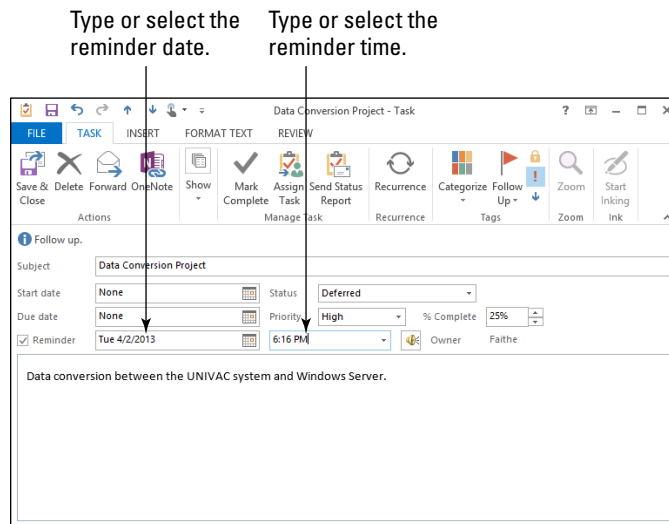 Type or select the reminder date.
Type or select the reminder time.
Data Conversion Project - Task
?
FILE TASK INSERT FORMAT TEXT REVIEW
Save & Close
Delete
Forward
OneNote
Show
Mark Complete
Assign Task
Send Status Report
Recurrence
Categorize
Follow Up
Zoom
Start Inking
Actions Manage Task Recurrence Tags Zoom Ink
Follow up.
Subject Data Conversion Project
Start date None Status Deferred
Due date None Priority High % Complete 25%
Reminder Tue 4/2/2013 6:16 PM Owner Faithe
Data conversion between the UNIVAC system and Windows Server.